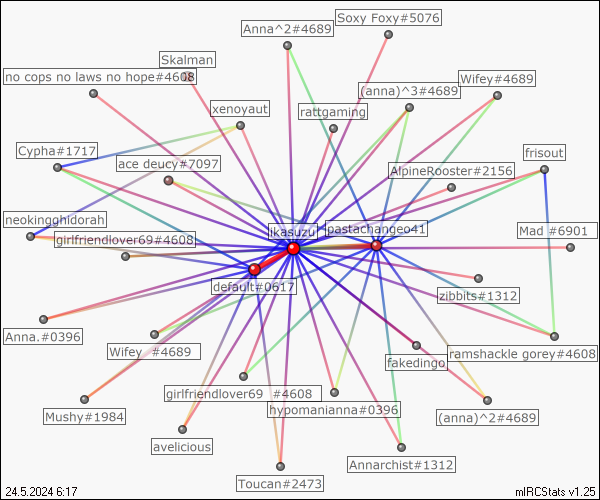 Soxy Foxy#5076
Anna^2#4689
Skalman
no cops no laws no hope#4608
(anna)^3#4689
Wifey#4689
xenoyaut
rattgaming
Cypha#1717
ace deucy#7097
AlpineRooster#2156
frisout
neokingghidorah
girlfriendlover69#4608
ikasuzu
pastachangeo41
Mad #6901
default#0617
zibbits#1312
Anna.#0396
Wifey #4689
fakedingo
ramshackle gorey#4608
Mushy#1984
girlfriendlover69 #4608
hypomanianna#0396
(anna)^2#4689
avelicious
Annarchist#1312
Toucan#2473
24.5.2024 6:17
mIRCStats v1.25